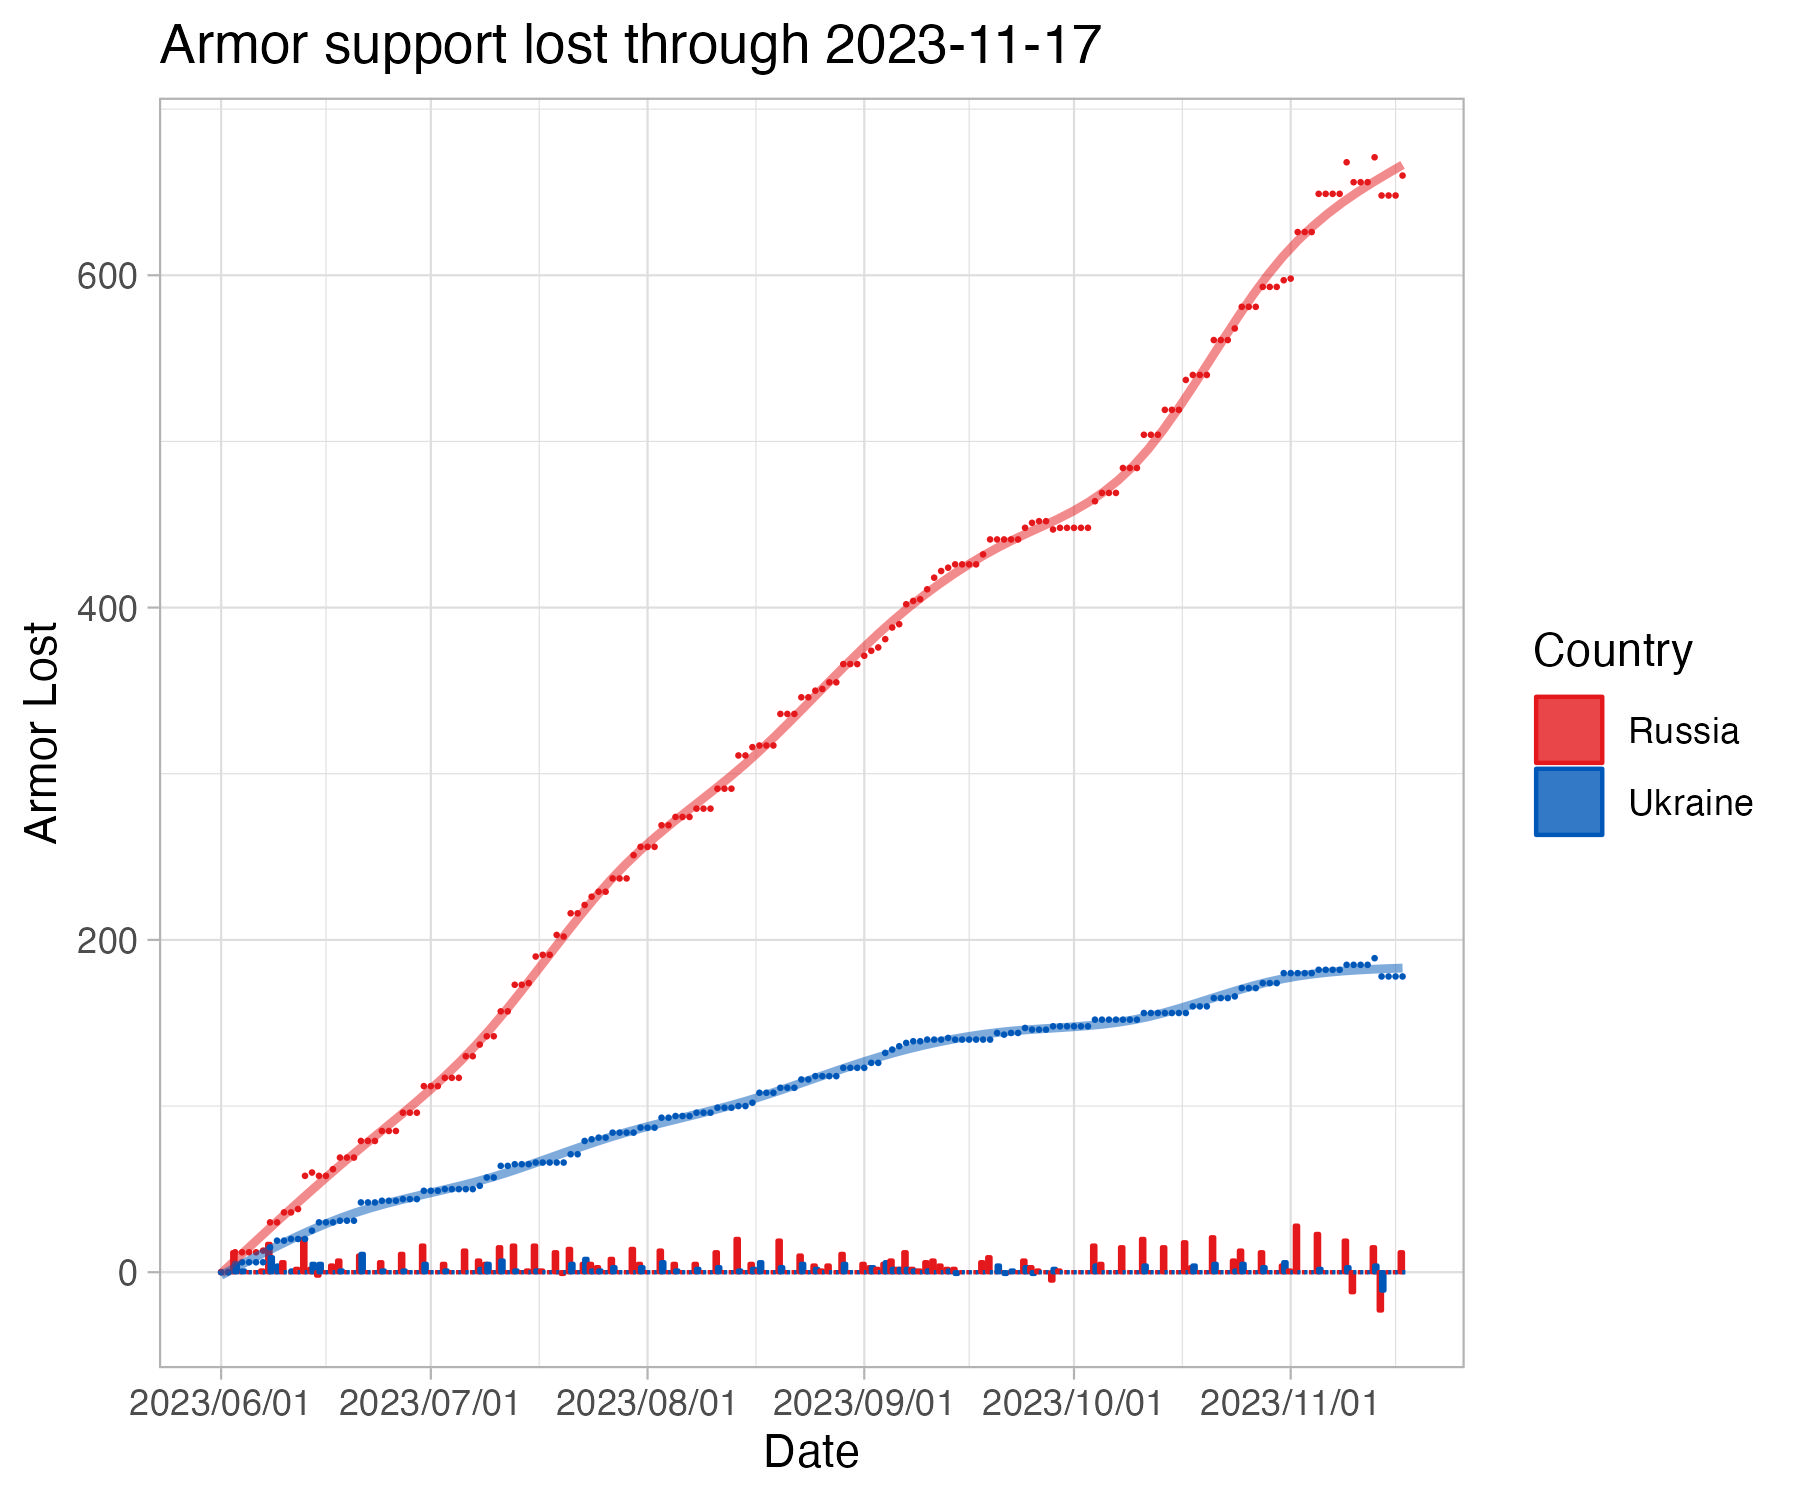 Armor support lost through 2023-11-17
Armor Lost
600
400
200
0
2023/06/01 2023/07/01 2023/08/01 2023/09/01 2023/10/01 2023/11/01
Date
Country
Russia
Ukraine